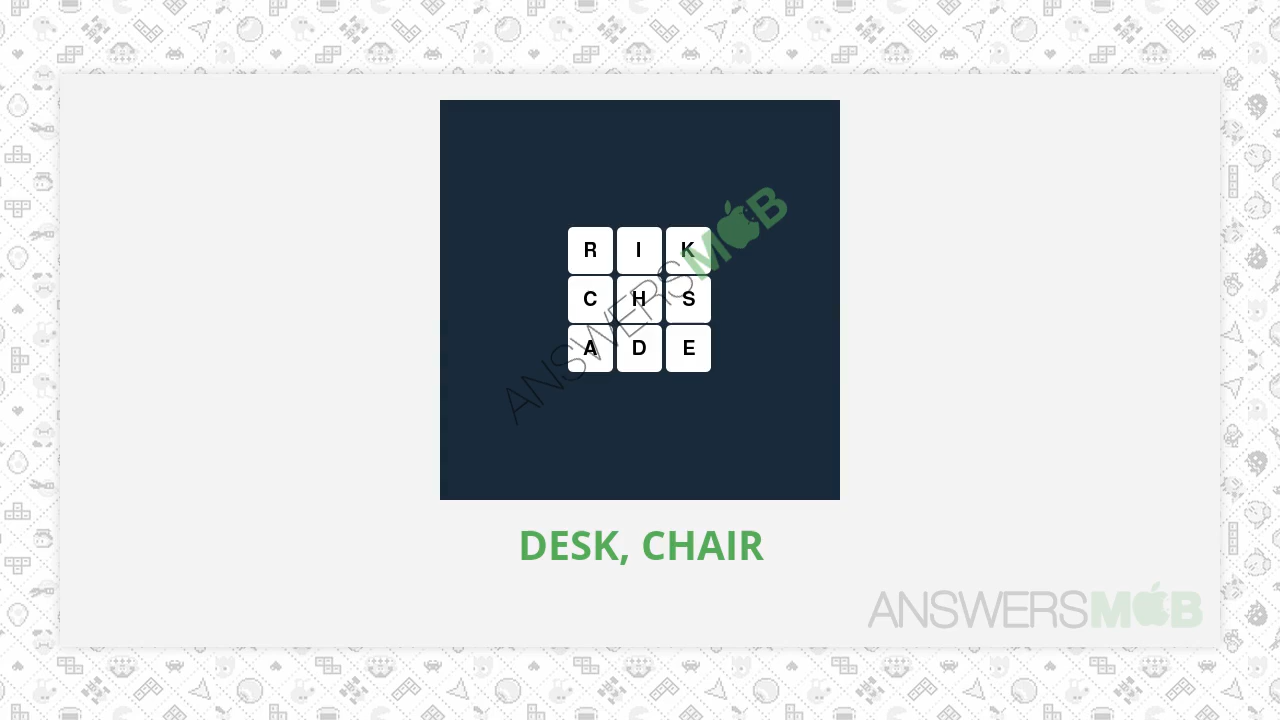 R I K
C H S
A D E
ANSWERSMOB
DESK, CHAIR
ANSWERSMOB